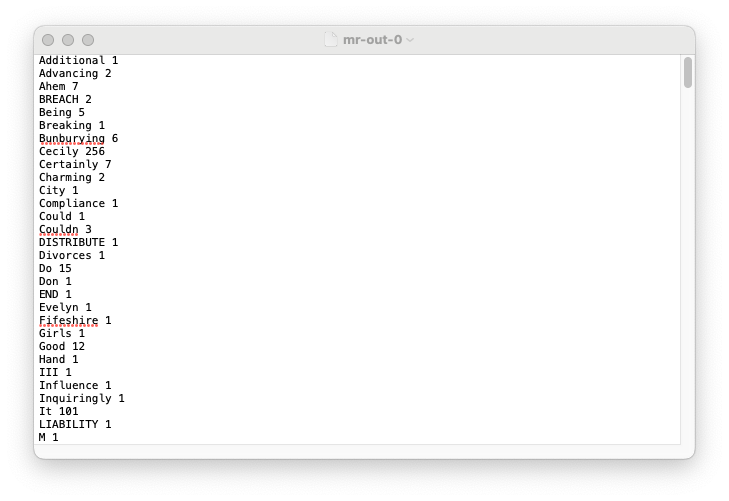 mr-out-0
Additional 1
Advancing 2
Ahem 7
BREACH 2
Being 5
Breaking 1
Bunburying 6
Cecily 256
Certainly 7
Charming 2
City 1
Compliance 1
Could 1
Couldn 3
DISTRIBUTE 1
Divorces 1
Do 15
Don 1
END 1
Evelyn 1
Fifeshire 1
Girls 1
Good 12
Hand 1
III 1
Influence 1
Inquiringly 1
It 101
LIABILITY 1
M 1